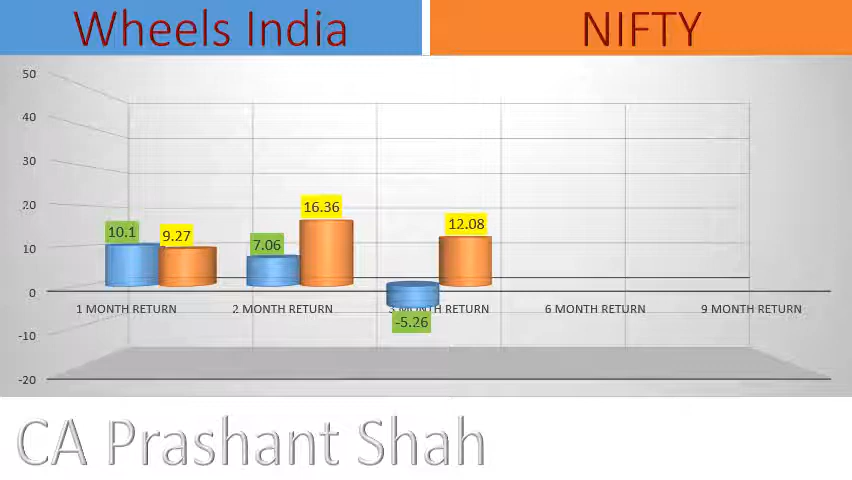 Wheels India NIFTY
50
40
30
20
10
0
-10
-20
10.1 9.27 7.06 16.36 -5.26 12.08
1 MONTH RETURN 2 MONTH RETURN 3 MONTH RETURN 6 MONTH RETURN 9 MONTH RETURN
CA Prashant Shah